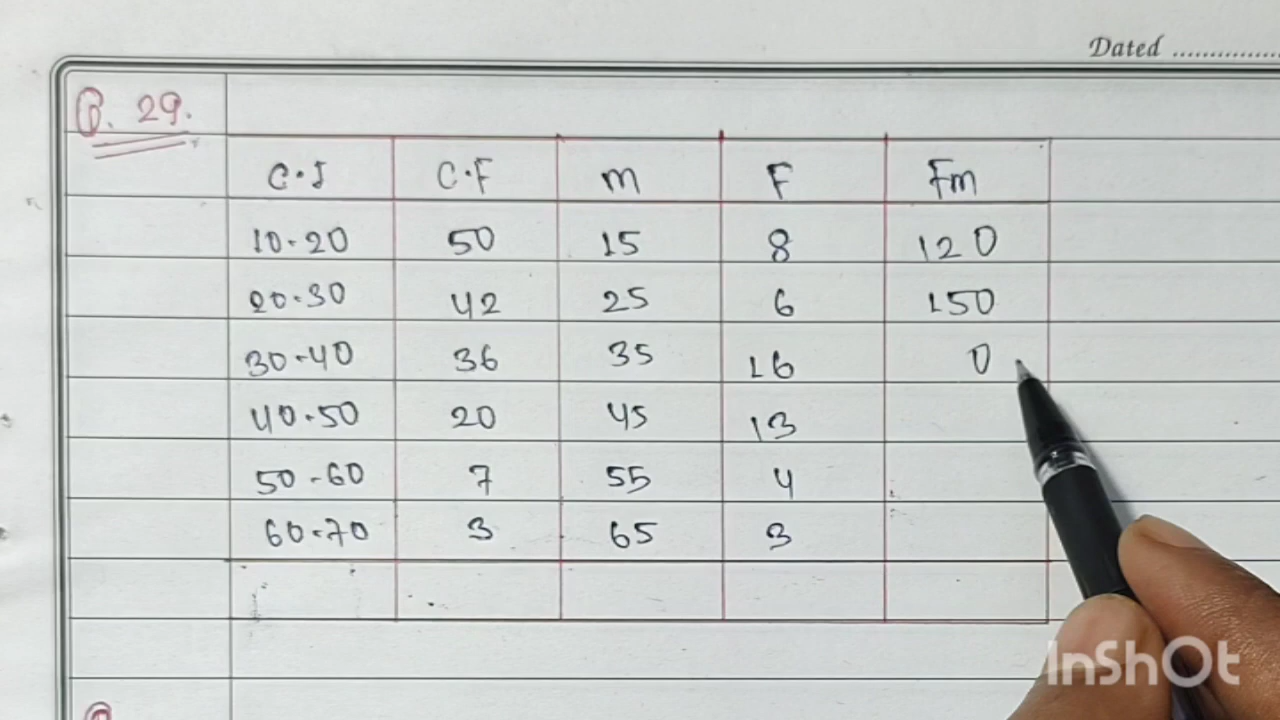 Dated ...............
Q. 29.
C.I C.F m F Fm
10-20 50 15 8 120
20-30 42 25 6 150
30-40 36 35 16 0
40-50 20 45 13
50-60 7 55 4
60-70 3 65 3
InShOt